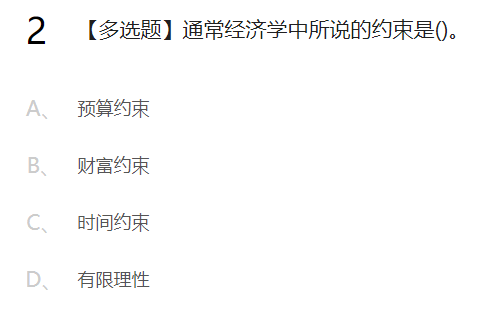 2 【多选题】通常经济学中所说的约束是()。
A、 预算约束
B、 财富约束
C、 时间约束
D、 有限理性